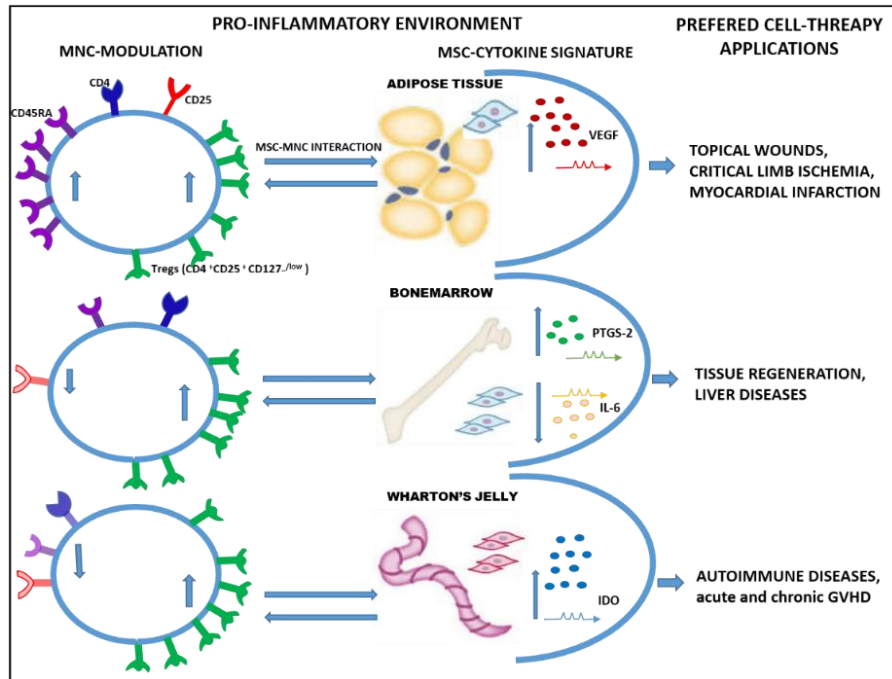 PRO-INFLAMMATORY ENVIRONMENT
PREFERED CELL-THREAPY
APPLICATIONS
MNC-MODULATION
MSC-CYTOKINE SIGNATURE
CD4
CD25
CD45RA
ADIPOSE TISSUE
VEGF
MSC-MNC INTERACTION
TOPICAL WOUNDS,
CRITICAL LIMB ISCHEMIA,
MYOCARDIAL INFARCTION
Tregs (CD4 +CD25 + CD127-/low )
BONEMARROW
PTGS-2
IL-6
TISSUE REGENERATION,
LIVER DISEASES
WHARTON'S JELLY
IDO
AUTOIMMUNE DISEASES,
acute and chronic GVHD